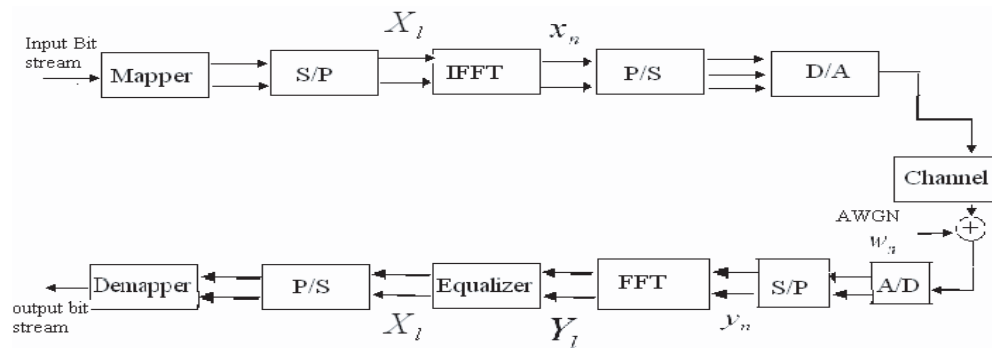 X_l
x_n
Input Bit
stream
Mapper
S/P
IFFT
P/S
D/A
Channel
AWGN
w_n
+
Demapper
P/S
Equalizer
FFT
S/P
A/D
output bit
stream
X_l
Y_l
y_n